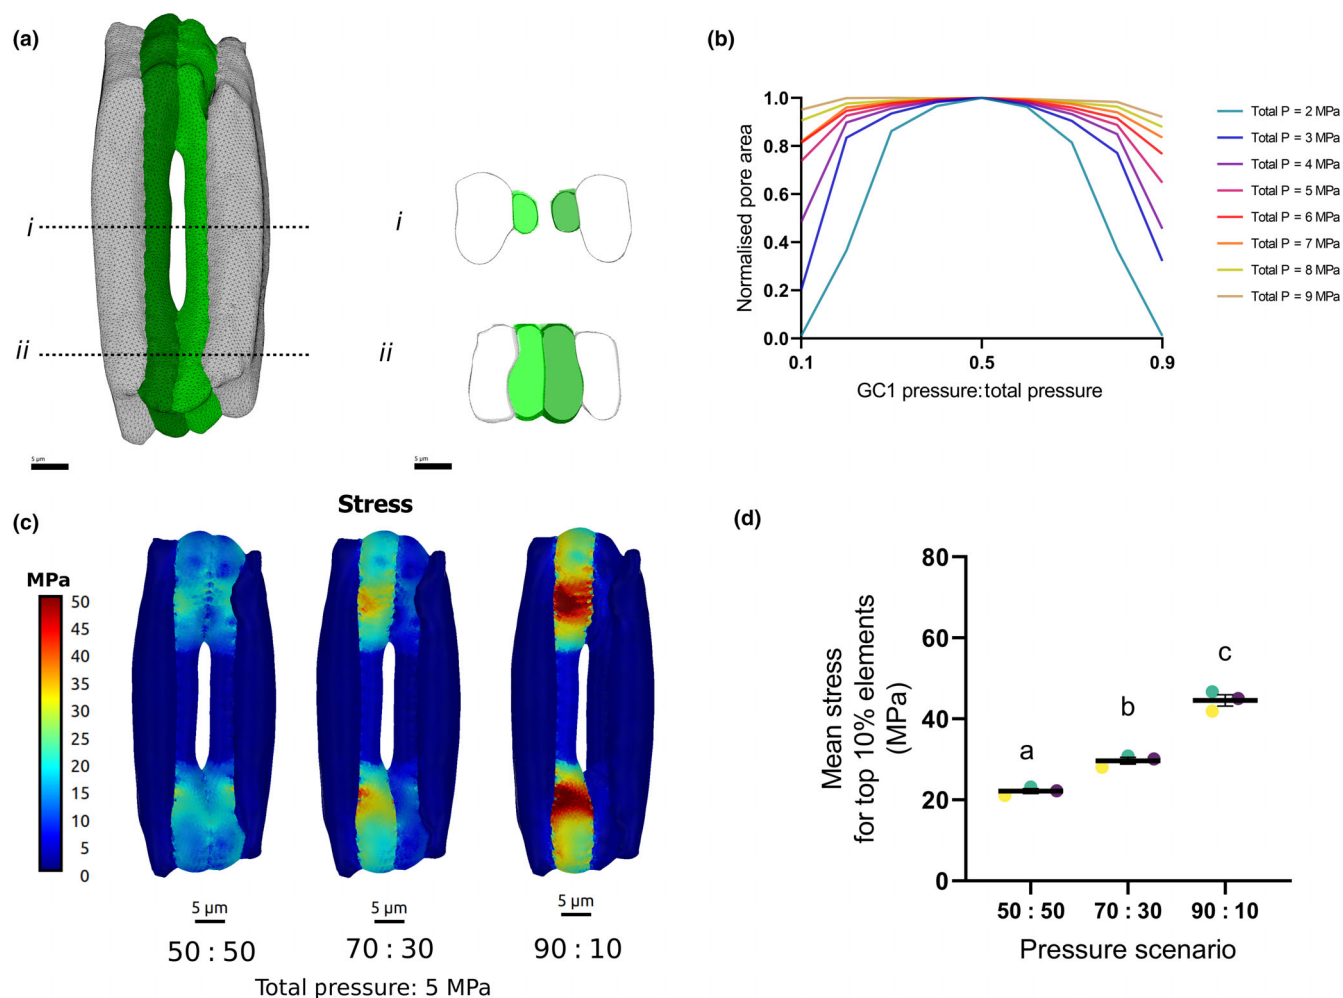 (a)
i
ii
5 µm
i
ii
5 µm
(b)
Normalised pore area
1.0
0.8
0.6
0.4
0.2
0.0
0.1
0.5
0.9
GC1 pressure:total pressure
Total P = 2 MPa
Total P = 3 MPa
Total P = 4 MPa
Total P = 5 MPa
Total P = 6 MPa
Total P = 7 MPa
Total P = 8 MPa
Total P = 9 MPa
(c)
Stress
MPa
50
45
40
35
30
25
20
15
10
5
0
5 µm
5 µm
5 µm
50 : 50
70 : 30
90 : 10
Total pressure: 5 MPa
(d)
Mean stress
for top 10% elements
(MPa)
80
60
40
20
0
a
b
c
50 : 50
70 : 30
90 : 10
Pressure scenario